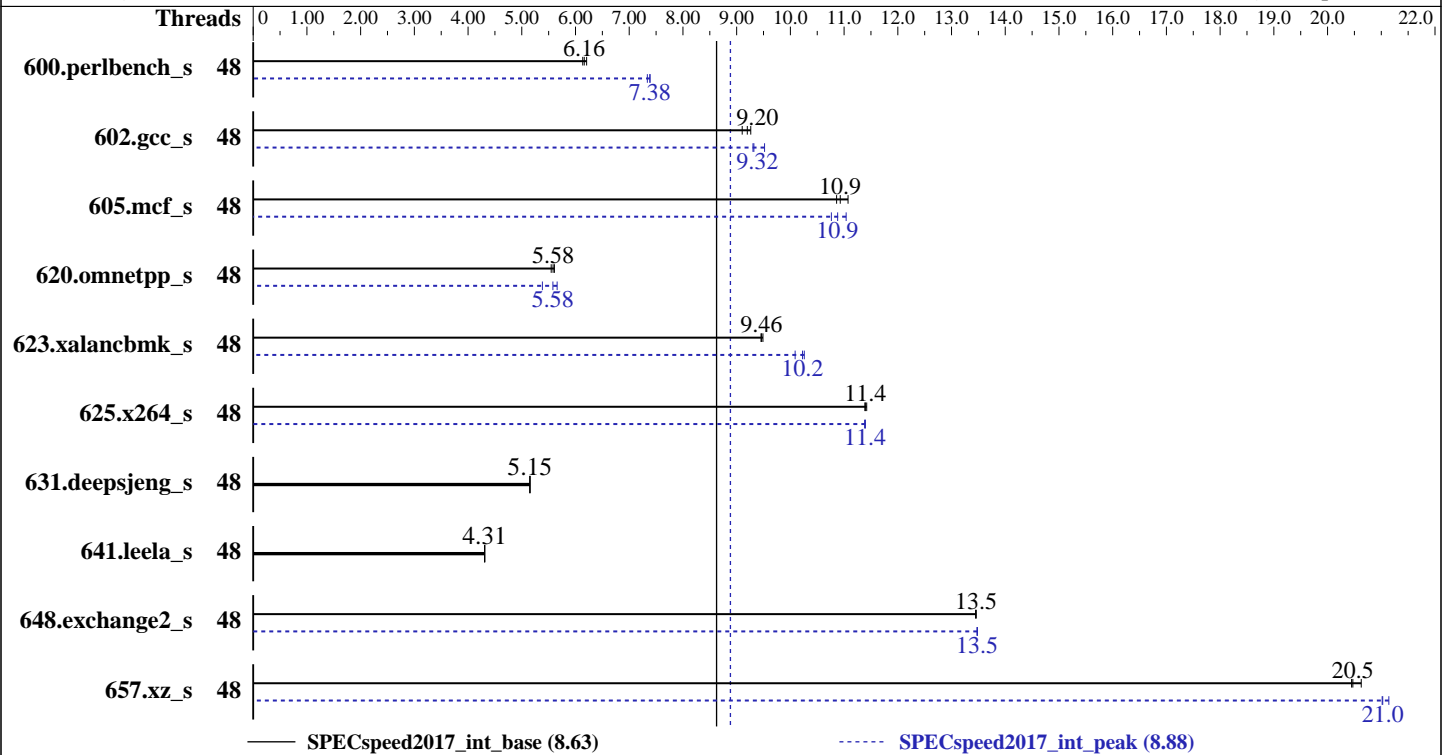 Threads 0 1.00 2.00 3.00 4.00 5.00 6.00 7.00 8.00 9.00 10.0 11.0 12.0 13.0 14.0 15.0 16.0 17.0 18.0 19.0 20.0 22.0
600.perlbench_s 48 6.16
7.38
602.gcc_s 48 9.20
9.32
605.mcf_s 48 10.9
10.9
620.omnetpp_s 48 5.58
5.58
623.xalancbmk_s 48 9.46
10.2
625.x264_s 48 11.4
11.4
631.deepsjeng_s 48 5.15
641.leela_s 48 4.31
648.exchange2_s 48 13.5
13.5
657.xz_s 48 20.5
21.0
SPECspeed2017_int_base (8.63) SPECspeed2017_int_peak (8.88)